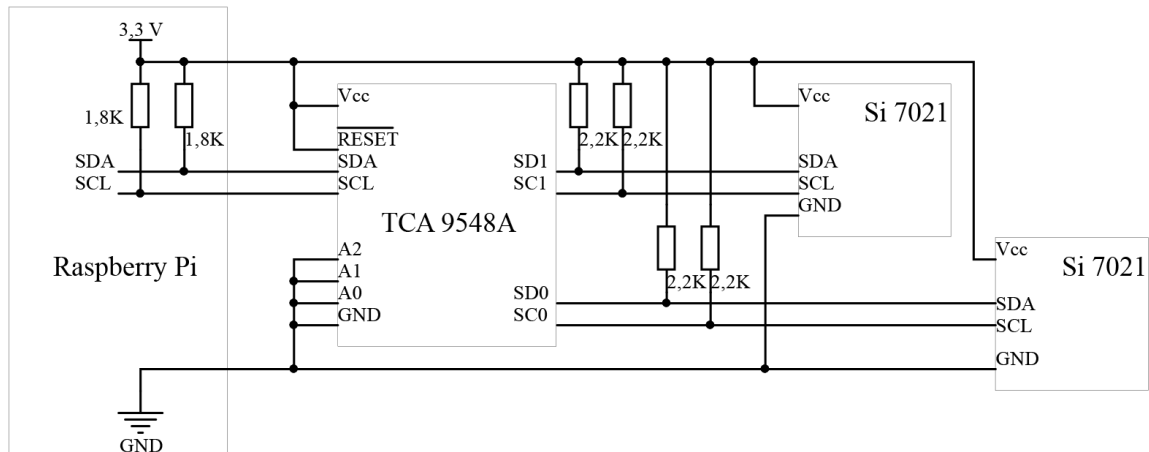 3,3 V
1,8K
1,8K
SDA
SCL
Raspberry Pi
GND
Vcc
RESET
SDA
SCL
TCA 9548A
A2
A1
A0
GND
SD1
SC1
SD0
SC0
2,2K
2,2K
2,2K
2,2K
Vcc
Si 7021
SDA
SCL
GND
Vcc
Si 7021
SDA
SCL
GND